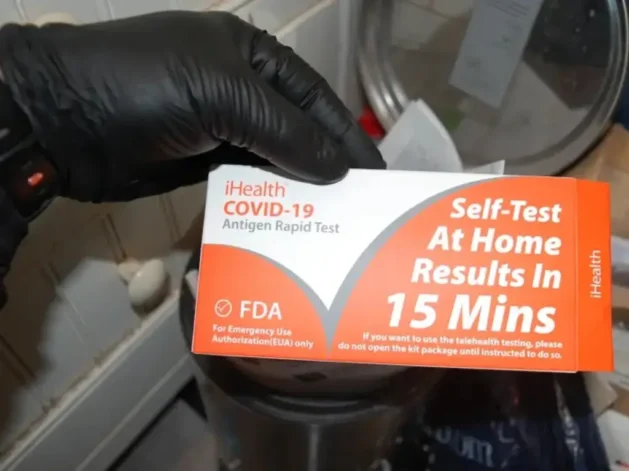 iHealth
COVID-19
Antigen Rapid Test
FDA
For Emergency Use
Authorization(EUA) only
Self-Test
At Home
Results In
15 Mins
If you want to use the telehealth testing, please
do not open the kit package until instructed to do so.
iHealth